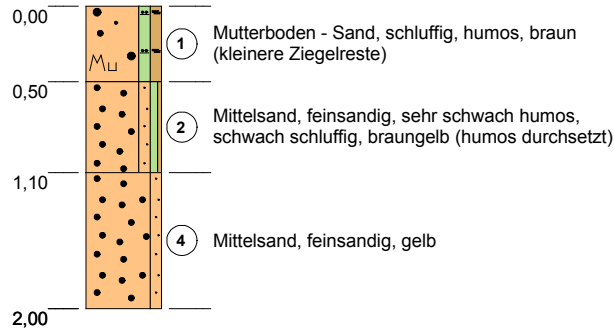 0,00
Mu
1
Mutterboden - Sand, schluffig, humos, braun
(kleinere Ziegelreste)
0,50
2
Mittelsand, feinsandig, sehr schwach humos,
schwach schluffig, braungelb (humos durchsetzt)
1,10
4
Mittelsand, feinsandig, gelb
2,00